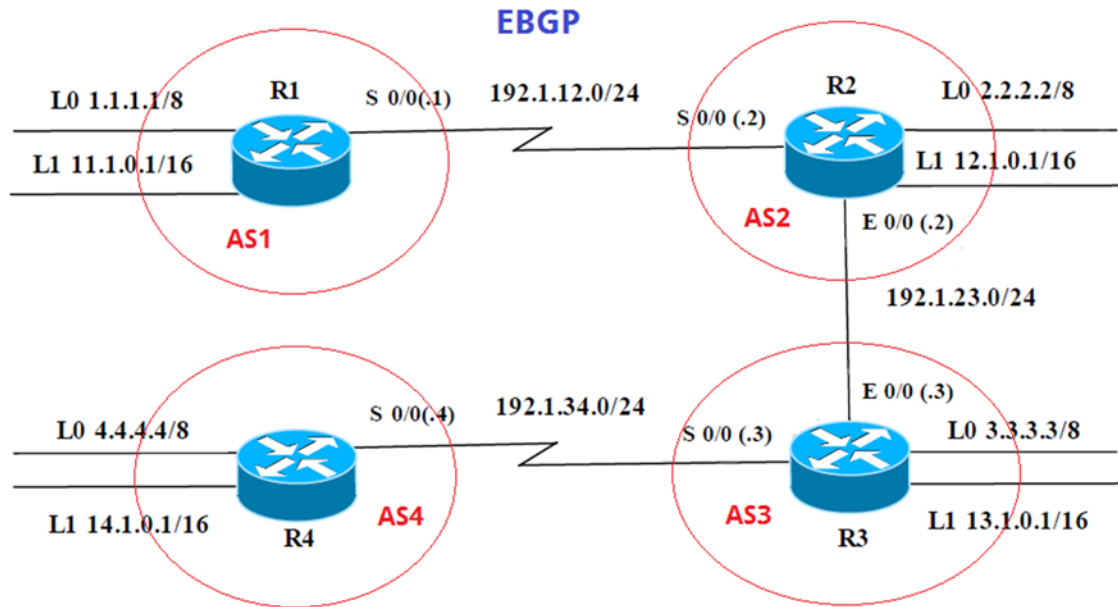 EBGP
L0 1.1.1.1/8
R1
S 0/0(.1)
192.1.12.0/24
S 0/0 (.2)
R2
L0 2.2.2.2/8
L1 11.1.0.1/16
L1 12.1.0.1/16
AS1
AS2
E 0/0 (.2)
192.1.23.0/24
L0 4.4.4.4/8
S 0/0(.4)
192.1.34.0/24
S 0/0 (.3)
E 0/0 (.3)
L0 3.3.3.3/8
L1 14.1.0.1/16
R4
AS4
AS3
R3
L1 13.1.0.1/16